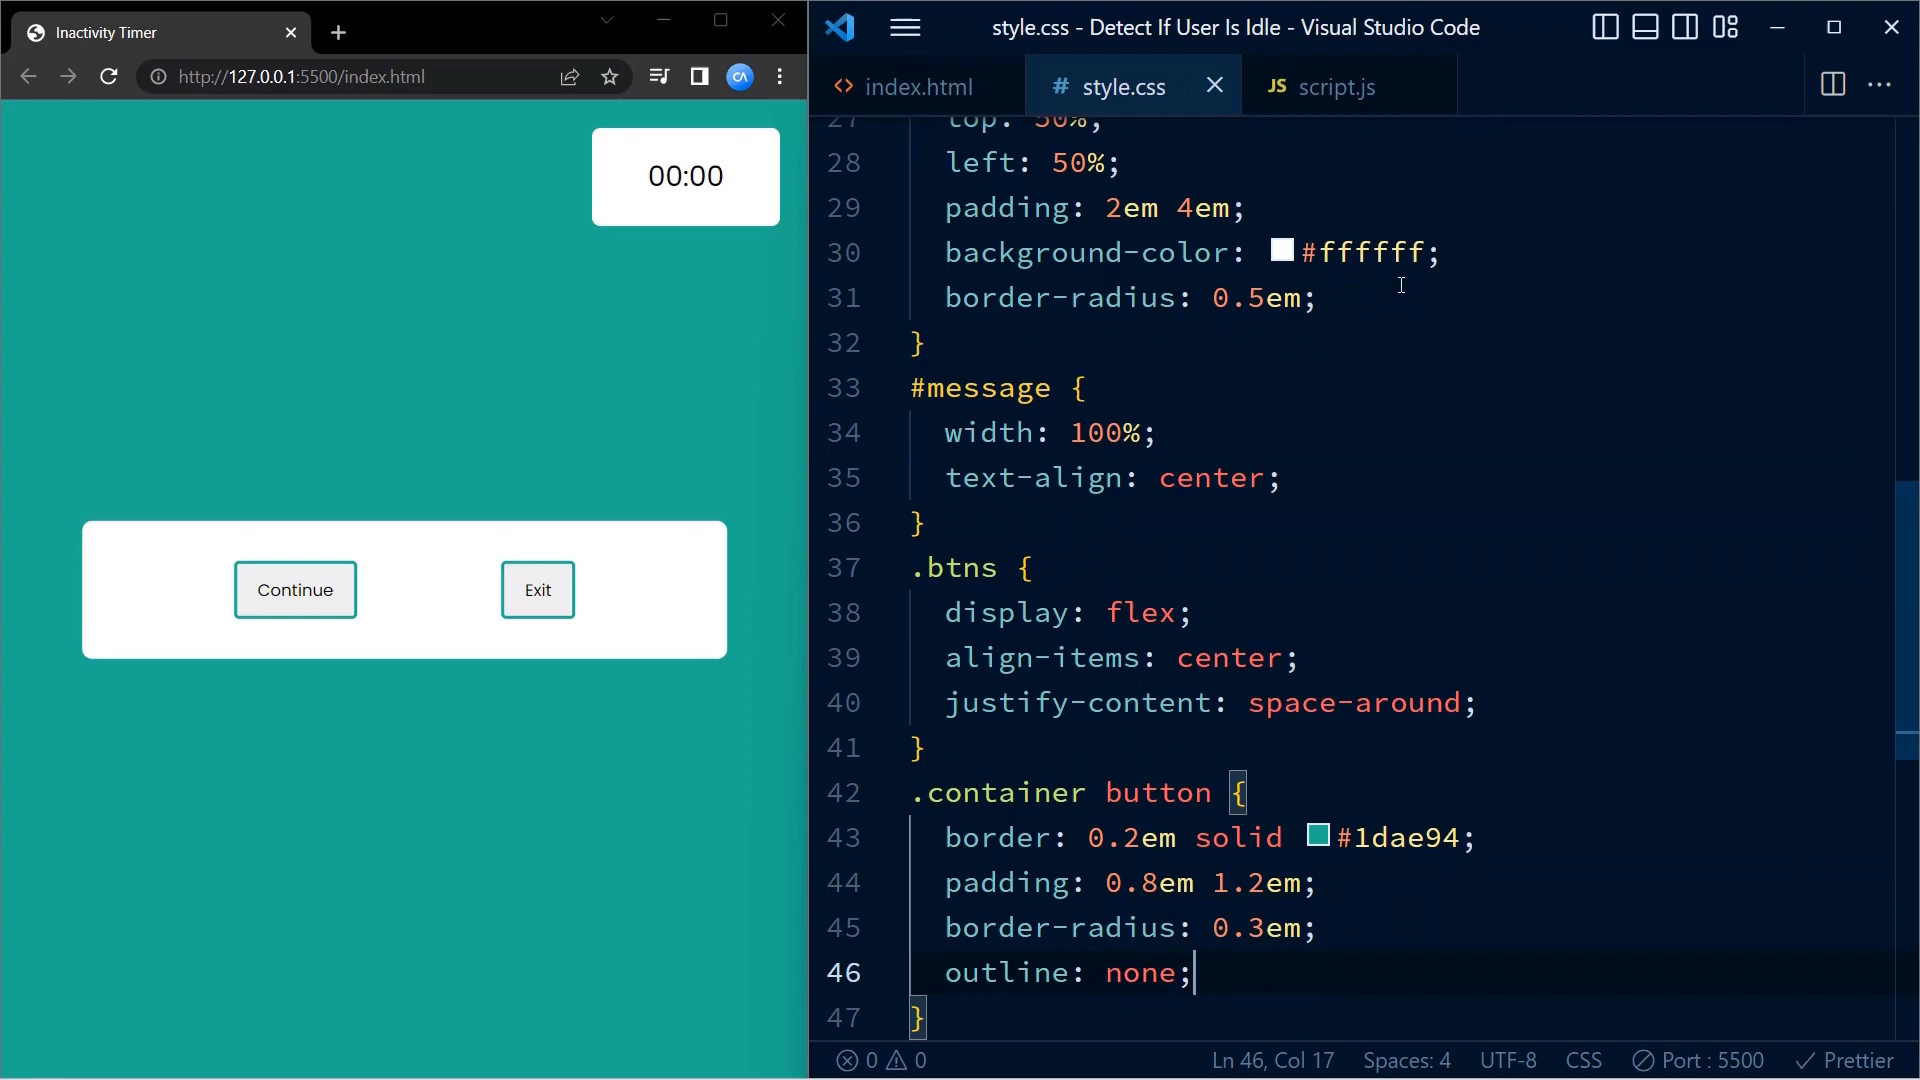 Inactivity Timer
http://127.0.0.1:5500/index.html
CA
00:00
Continue
Exit
style.css - Detect If User Is Idle - Visual Studio Code
<> index.html
# style.css
JS script.js
27 top: 50%;
28 left: 50%;
29 padding: 2em 4em;
30 background-color: #ffffff;
31 border-radius: 0.5em;
32 }
33 #message {
34 width: 100%;
35 text-align: center;
36 }
37 .btns {
38 display: flex;
39 align-items: center;
40 justify-content: space-around;
41 }
42 .container button {
43 border: 0.2em solid #1dae94;
44 padding: 0.8em 1.2em;
45 border-radius: 0.3em;
46 outline: none;
47 }
0 0 Ln 46, Col 17 Spaces: 4 UTF-8 CSS Port : 5500 Prettier